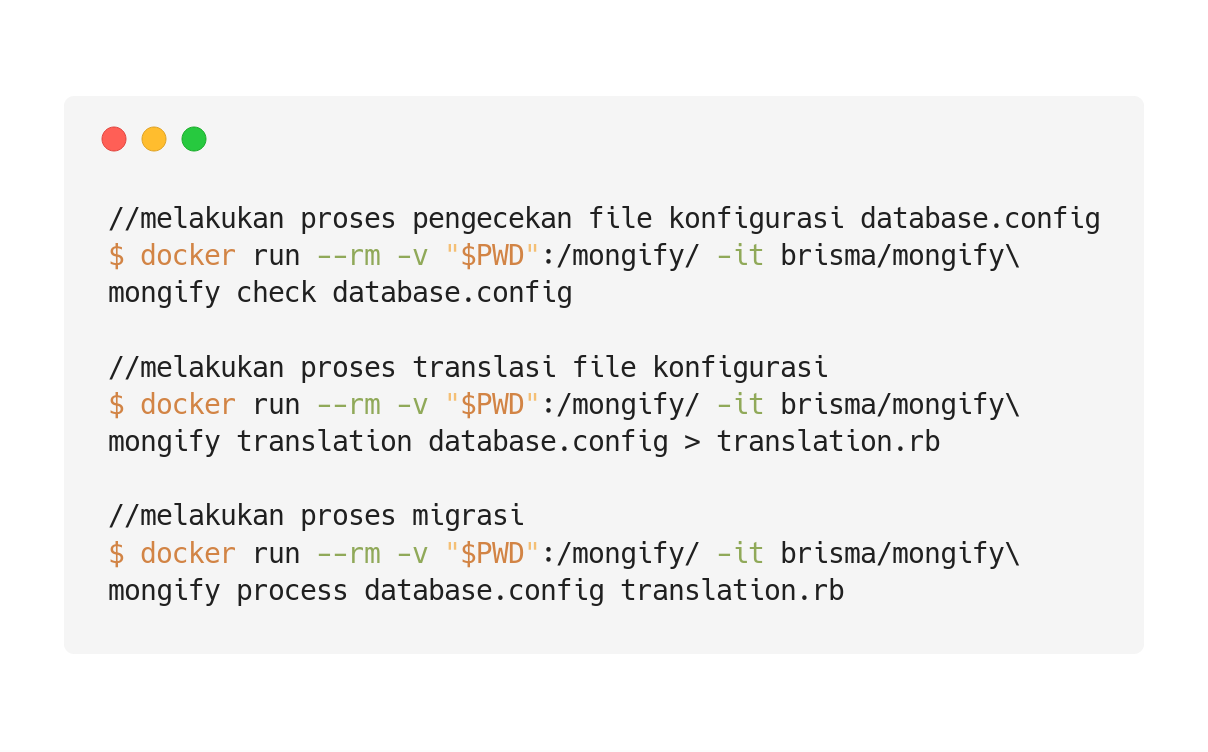 //melakukan proses pengecekan file konfigurasi database.config
$ docker run --rm -v "$PWD":/mongify/ -it brisma/mongify\
mongify check database.config
//melakukan proses translasi file konfigurasi
$ docker run --rm -v "$PWD":/mongify/ -it brisma/mongify\
mongify translation database.config > translation.rb
//melakukan proses migrasi
$ docker run --rm -v "$PWD":/mongify/ -it brisma/mongify\
mongify process database.config translation.rb